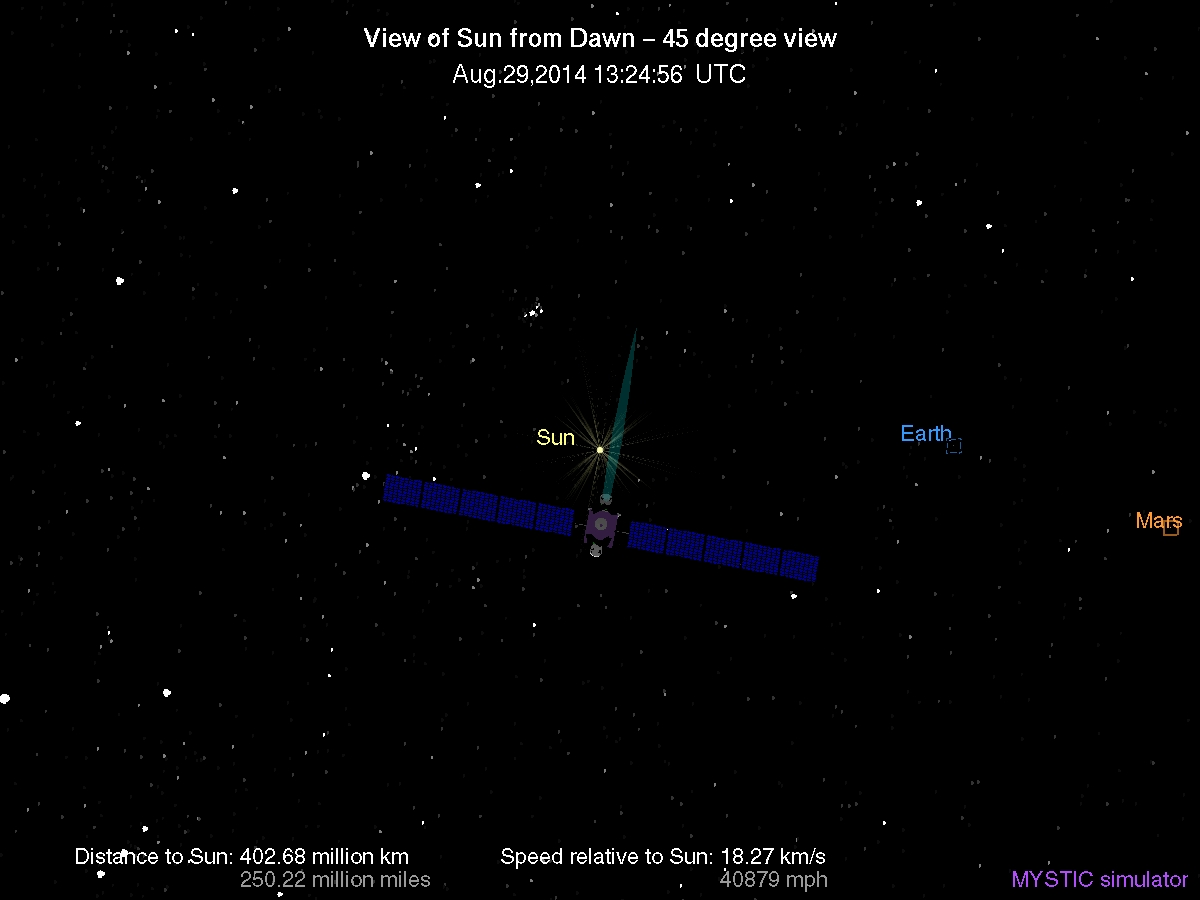 View of Sun from Dawn – 45 degree view
Aug.29,2014 13:24:56 UTC
Sun
Earth
Mars
Distance to Sun: 402.68 million km
250.22 million miles
Speed relative to Sun: 18.27 km/s
40879 mph
MYSTIC simulator